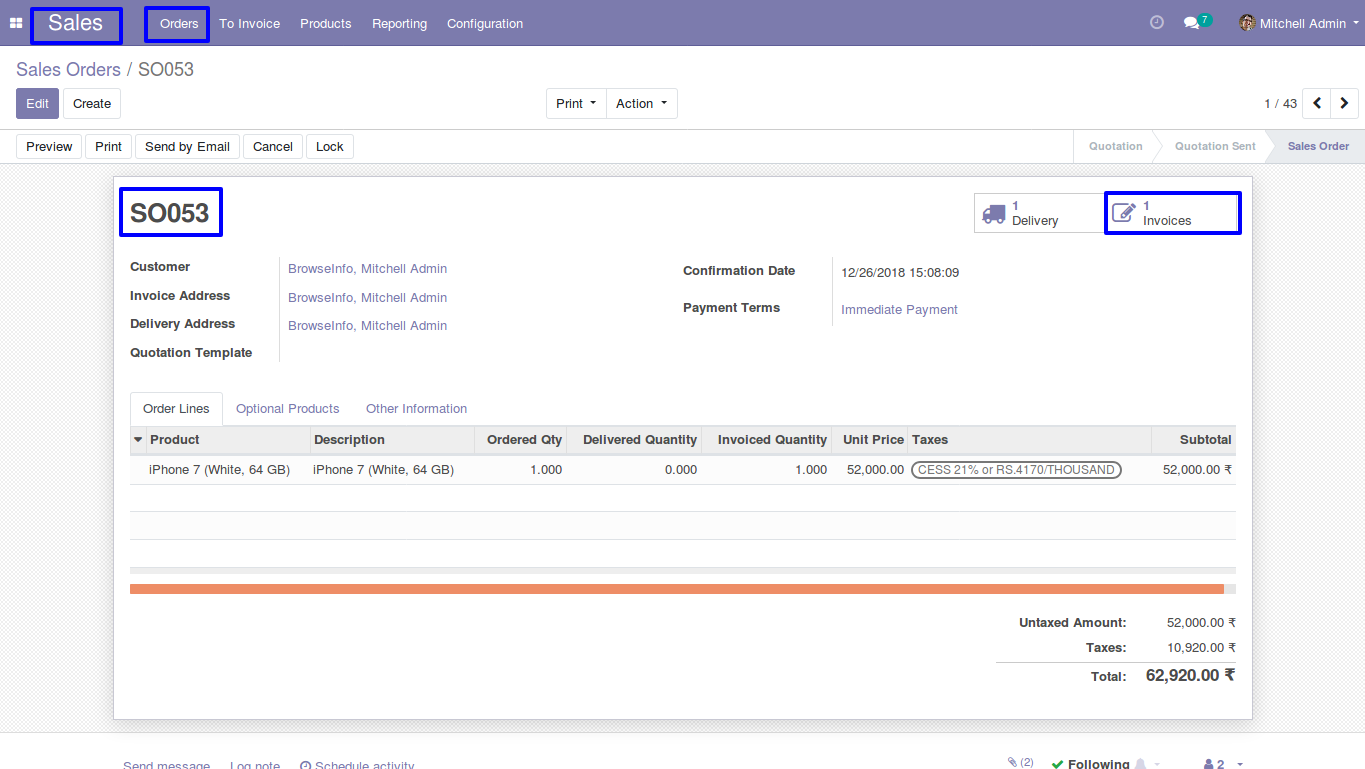 Sales Orders To Invoice Products Reporting Configuration 7 Mitchell Admin
Sales Orders / SO053
Edit Create Print Action 1 / 43
Preview Print Send by Email Cancel Lock Quotation Quotation Sent Sales Order
SO053
1 Delivery
1 Invoices
Customer BrowseInfo, Mitchell Admin
Invoice Address BrowseInfo, Mitchell Admin
Delivery Address BrowseInfo, Mitchell Admin
Quotation Template
Confirmation Date 12/26/2018 15:08:09
Payment Terms Immediate Payment
Order Lines Optional Products Other Information
Product Description Ordered Qty Delivered Quantity Invoiced Quantity Unit Price Taxes Subtotal
iPhone 7 (White, 64 GB) iPhone 7 (White, 64 GB) 1.000 0.000 1.000 52,000.00 CESS 21% or RS.4170/THOUSAND 52,000.00 ₹
Untaxed Amount: 52,000.00 ₹
Taxes: 10,920.00 ₹
Total: 62,920.00 ₹
Send message Log note Schedule activity (2) Following 2